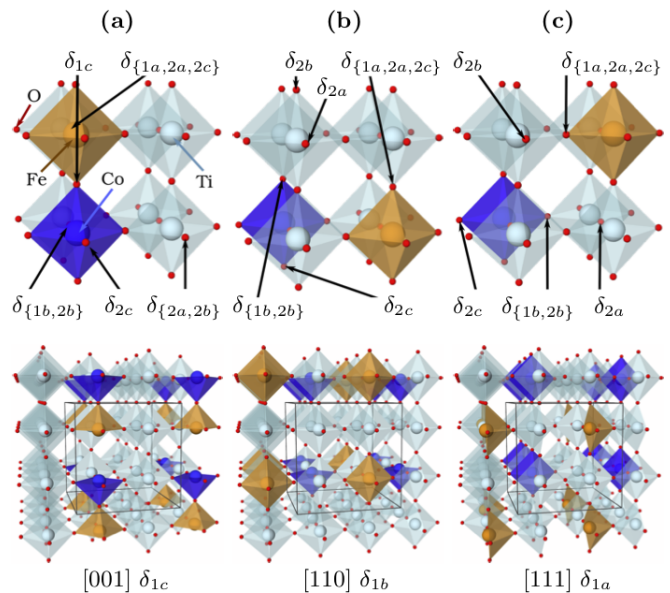 (a) (b) (c)
δ1c δ{1a,2a,2c} δ2b δ{1a,2a,2c} δ2b δ{1a,2a,2c}
δ2a
O
Fe Co Ti
δ{1b,2b} δ2c δ{2a,2b} δ{1b,2b} δ2c δ2c δ{1b,2b} δ2a
[001] δ1c [110] δ1b [111] δ1a